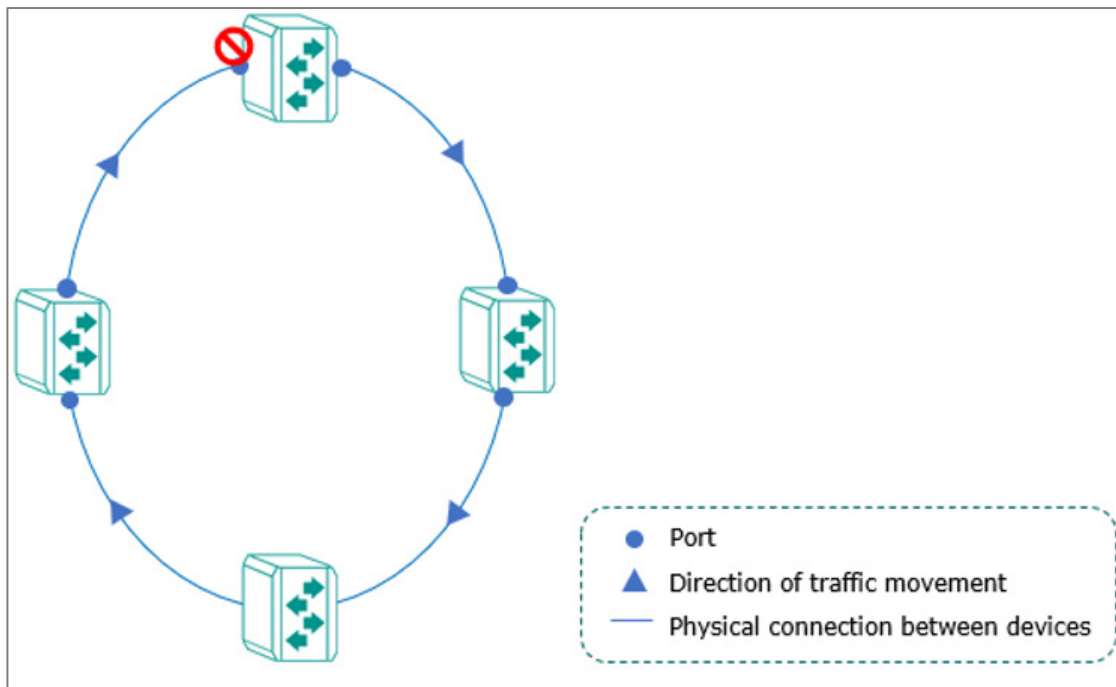 Port
Direction of traffic movement
Physical connection between devices